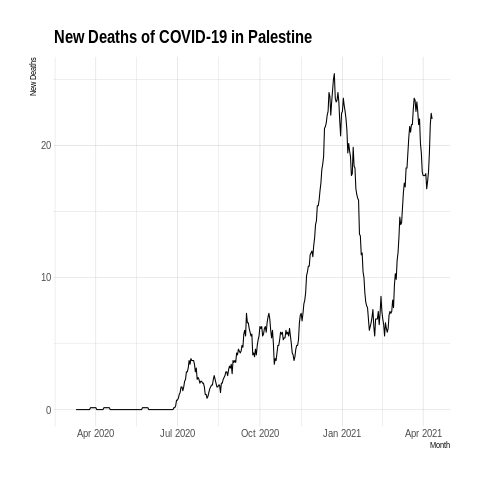 New Deaths of COVID-19 in Palestine
New Deaths
20
10
0
Apr 2020 Jul 2020 Oct 2020 Jan 2021 Apr 2021
Month